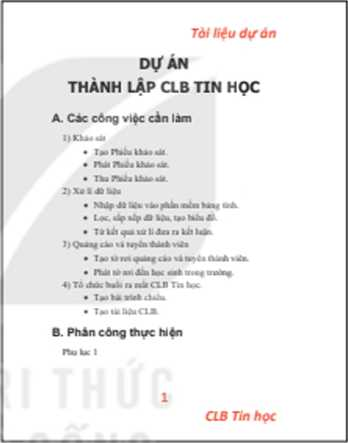 Tài liệu dự án
DỰ ÁN
THÀNH LẬP CLB TIN HỌC
A. Các công việc cần làm
1) Khảo sát
• Tạo Phiếu khảo sát.
• Phát Phiếu khảo sát.
• Thu Phiếu khảo sát.
2) Xử lí dữ liệu
• Nhập dữ liệu vào phần mềm bảng tính.
• Lọc, sắp xếp dữ liệu, tạo biểu đồ.
• Từ kết quả xử lí đưa ra kết luận.
3) Quảng cáo và tuyển thành viên
• Tạo tờ rơi quảng cáo và tuyển thành viên.
• Phát tờ rơi đến học sinh trong trường.
4) Tổ chức buổi ra mắt CLB Tin học.
• Tạo bài trình chiếu.
• Tạo tài liệu CLB.
B. Phân công thực hiện
Phụ lục 1
RI THỨC
1
CLB Tin học